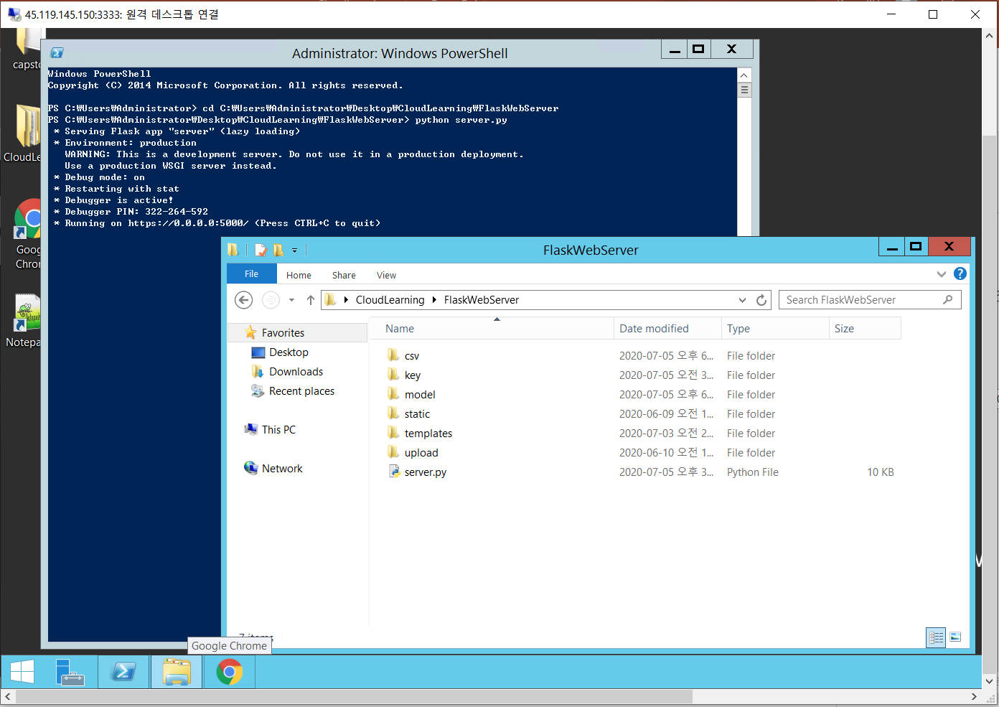 45.119.145.150:3333: 원격 데스크톱 연결
Administrator: Windows PowerShell
Windows PowerShell
Copyright (C) 2014 Microsoft Corporation. All rights reserved.
PS C:₩Users₩Administrator> cd C:₩Users₩Administrator₩Desktop₩CloudLearning₩FlaskWebServer
PS C:₩Users₩Administrator₩Desktop₩CloudLearning₩FlaskWebServer> python server.py
* Serving Flask app "server" (lazy loading)
* Environment: production
WARNING: This is a development server. Do not use it in a production deployment.
Use a production WSGI server instead.
* Debug mode: on
* Restarting with stat
* Debugger is active!
* Debugger PIN: 322-264-592
* Running on https://0.0.0.0:5000/ (Press CTRL+C to quit)
capsto
CloudLe
Goog
Chron
Notepa
FlaskWebServer
File Home Share View
CloudLearning FlaskWebServer
Search FlaskWebServer
Favorites
Desktop
Downloads
Recent places
This PC
Network
Name Date modified Type Size
csv 2020-07-05 오후 6... File folder
key 2020-07-05 오전 3... File folder
model 2020-07-05 오후 6... File folder
static 2020-06-09 오전 1... File folder
templates 2020-07-03 오전 2... File folder
upload 2020-06-10 오전 1... File folder
server.py 2020-07-05 오후 3... Python File 10 KB
7 items
Google Chrome